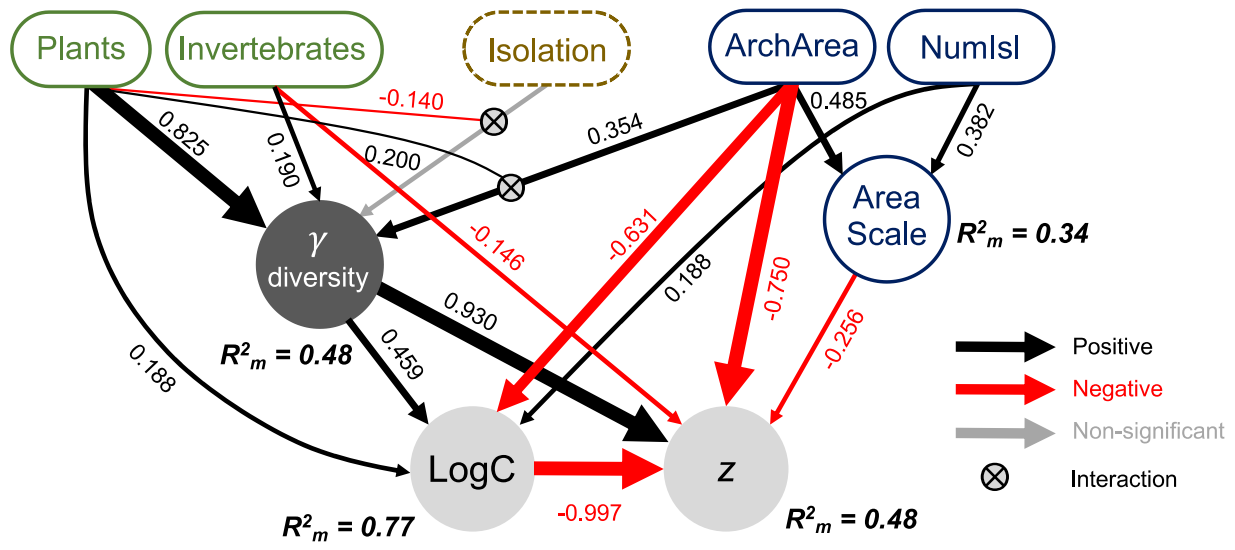 Plants
Invertebrates
Isolation
ArchArea
NumIsl
-0.140
0.485
0.825
0.354
0.382
0.190
0.200
Area
Scale
R²m = 0.34
γ
diversity
-0.146
-0.631
0.188
-0.750
0.930
-0.256
R²m = 0.48
0.459
0.188
Positive
Negative
Non-significant
Interaction
LogC
z
-0.997
R²m = 0.77
R²m = 0.48